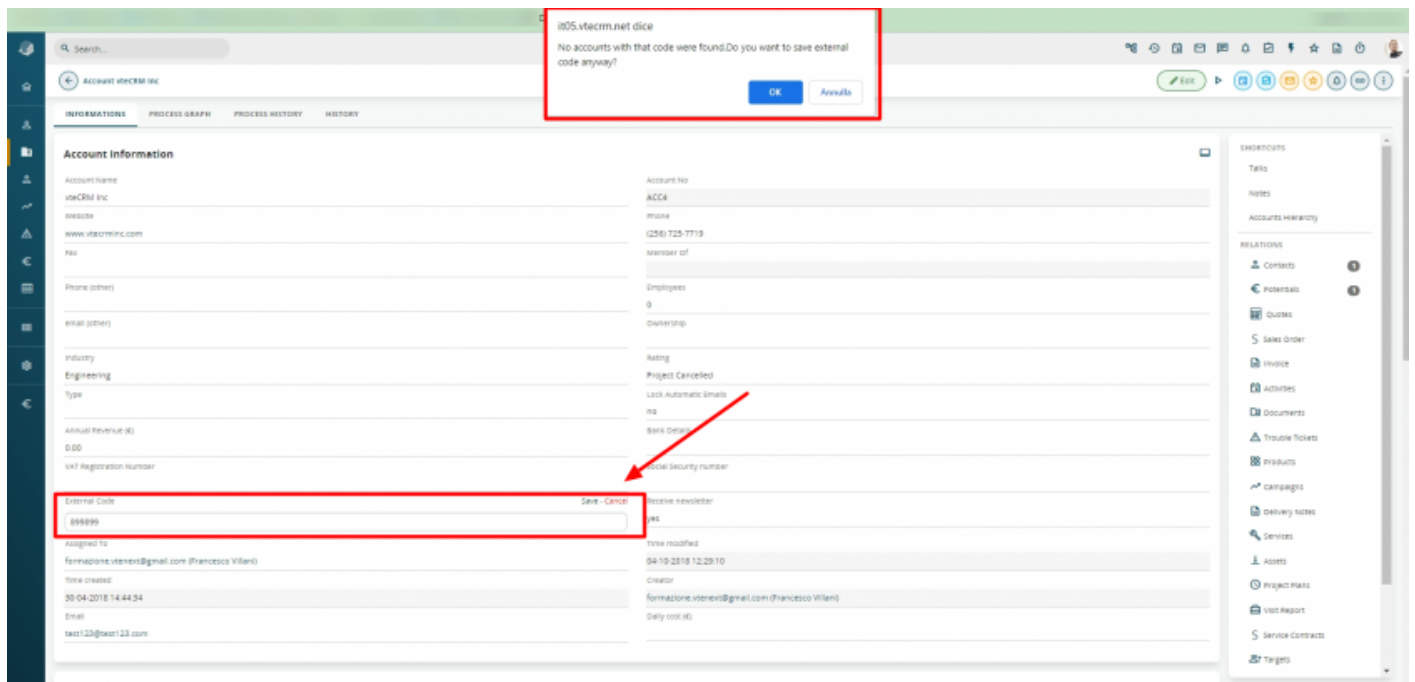 it05.vtecrm.net dice
No accounts with that code were found.Do you want to save external
code anyway?
OK
Annulla
Search...
Account vteCRM Inc
Edit
INFORMATIONS
PROCESS GRAPH
PROCESS HISTORY
HISTORY
Account Information
Account Name
vteCRM Inc
Account No
ACC4
Website
www.vtecrminc.com
Phone
(256) 725-7719
Fax
Member Of
Phone (other)
Employees
0
email (other)
Ownership
Industry
Engineering
Rating
Project Cancelled
Type
Lock Automatic Emails
no
Annual Revenue (€)
0.00
Bank Details
VAT Registration Number
Social Security number
External Code
Save - Cancel
899899
Receive newsletter
yes
Assigned To
formazione.vtenext@gmail.com (Francesco Villani)
Time modified
04-10-2018 12:29:10
Time created
30-04-2018 14:44:34
Creator
formazione.vtenext@gmail.com (Francesco Villani)
Email
test123@test123.com
Daily cost (€)
SHORTCUTS
Talks
Notes
Accounts Hierarchy
RELATIONS
Contacts 1
Potentials 1
Quotes
Sales Order
Invoice
Activities
Documents
Trouble Tickets
Products
Campaigns
Delivery Notes
Services
Assets
Project Plans
Visit Report
Service Contracts
Targets